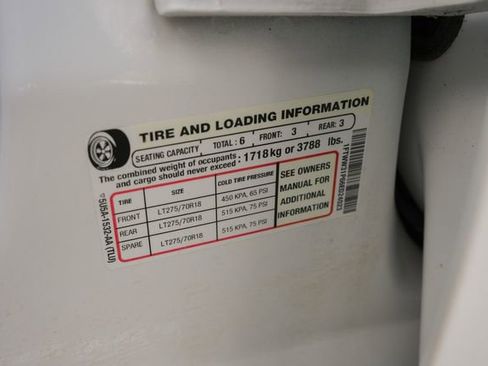 TIRE AND LOADING INFORMATION
SEATING CAPACITY TOTAL : 6 FRONT: 3 REAR: 3
The combined weight of occupants and cargo should never exceed : 1718 kg or 3788 lbs.
TIRE SIZE COLD TIRE PRESSURE
FRONT LT275/70R18 450 KPA, 65 PSI
REAR LT275/70R18 515 KPA, 75 PSI
SPARE LT275/70R18 515 KPA, 75 PSI
SEE OWNERS
MANUAL FOR
ADDITIONAL
INFORMATION